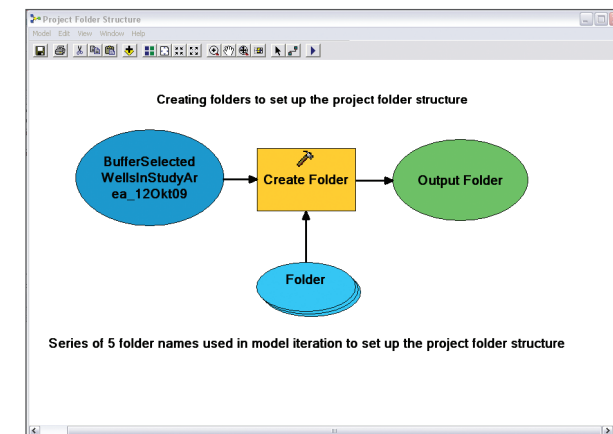 Project Folder Structure
Model Edit View Window Help
Creating folders to set up the project folder structure
BufferSelected
WellsInStudyAr
ea_12Okt09
Create Folder
Output Folder
Folder
Series of 5 folder names used in model iteration to set up the project folder structure